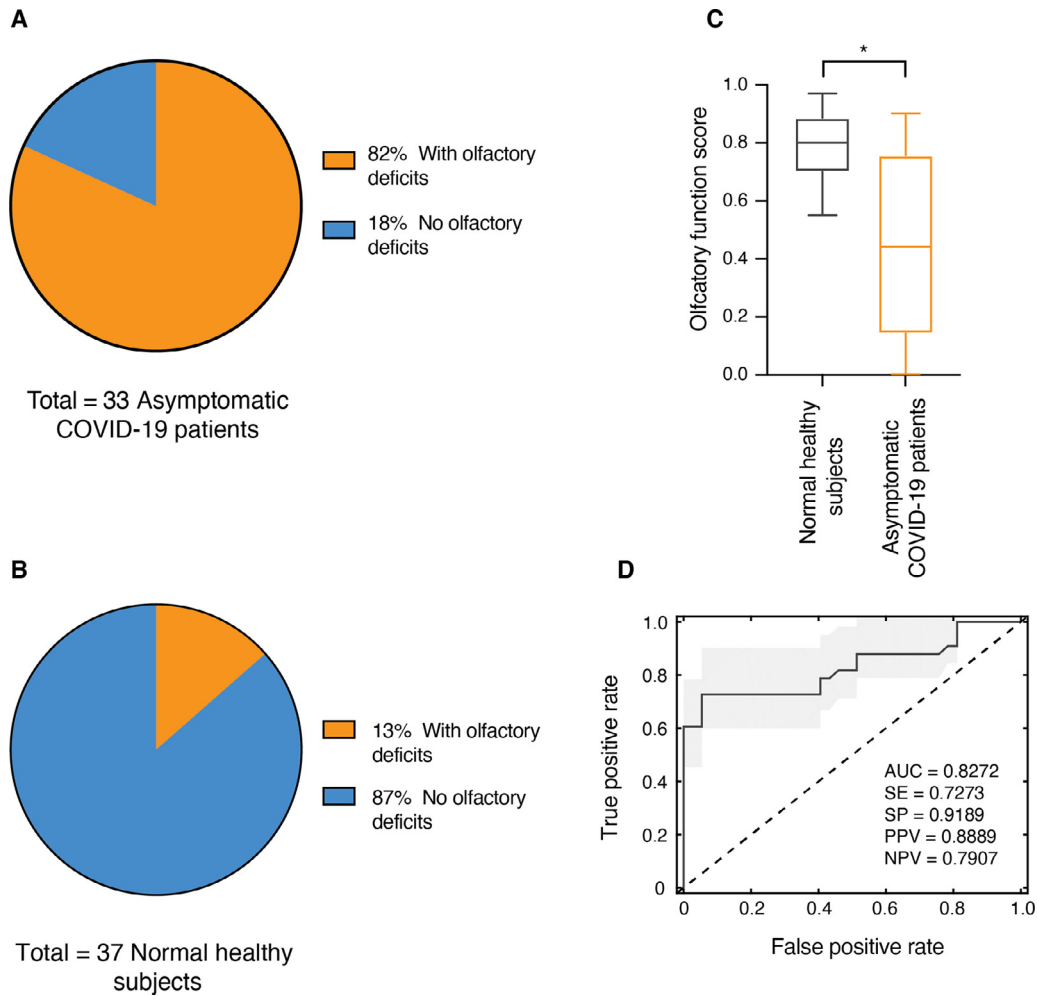 A
82% With olfactory
deficits
18% No olfactory
deficits
Total = 33 Asymptomatic
COVID-19 patients
B
13% With olfactory
deficits
87% No olfactory
deficits
Total = 37 Normal healthy
subjects
C
*
Olfcatory function score
1.0
0.8
0.6
0.4
0.2
0.0
Normal healthy
subjects
Asymptomatic
COVID-19 patients
D
True positive rate
1.0
0.8
0.6
0.4
0.2
0
AUC = 0.8272
SE = 0.7273
SP = 0.9189
PPV = 0.8889
NPV = 0.7907
0 0.2 0.4 0.6 0.8 1.0
False positive rate